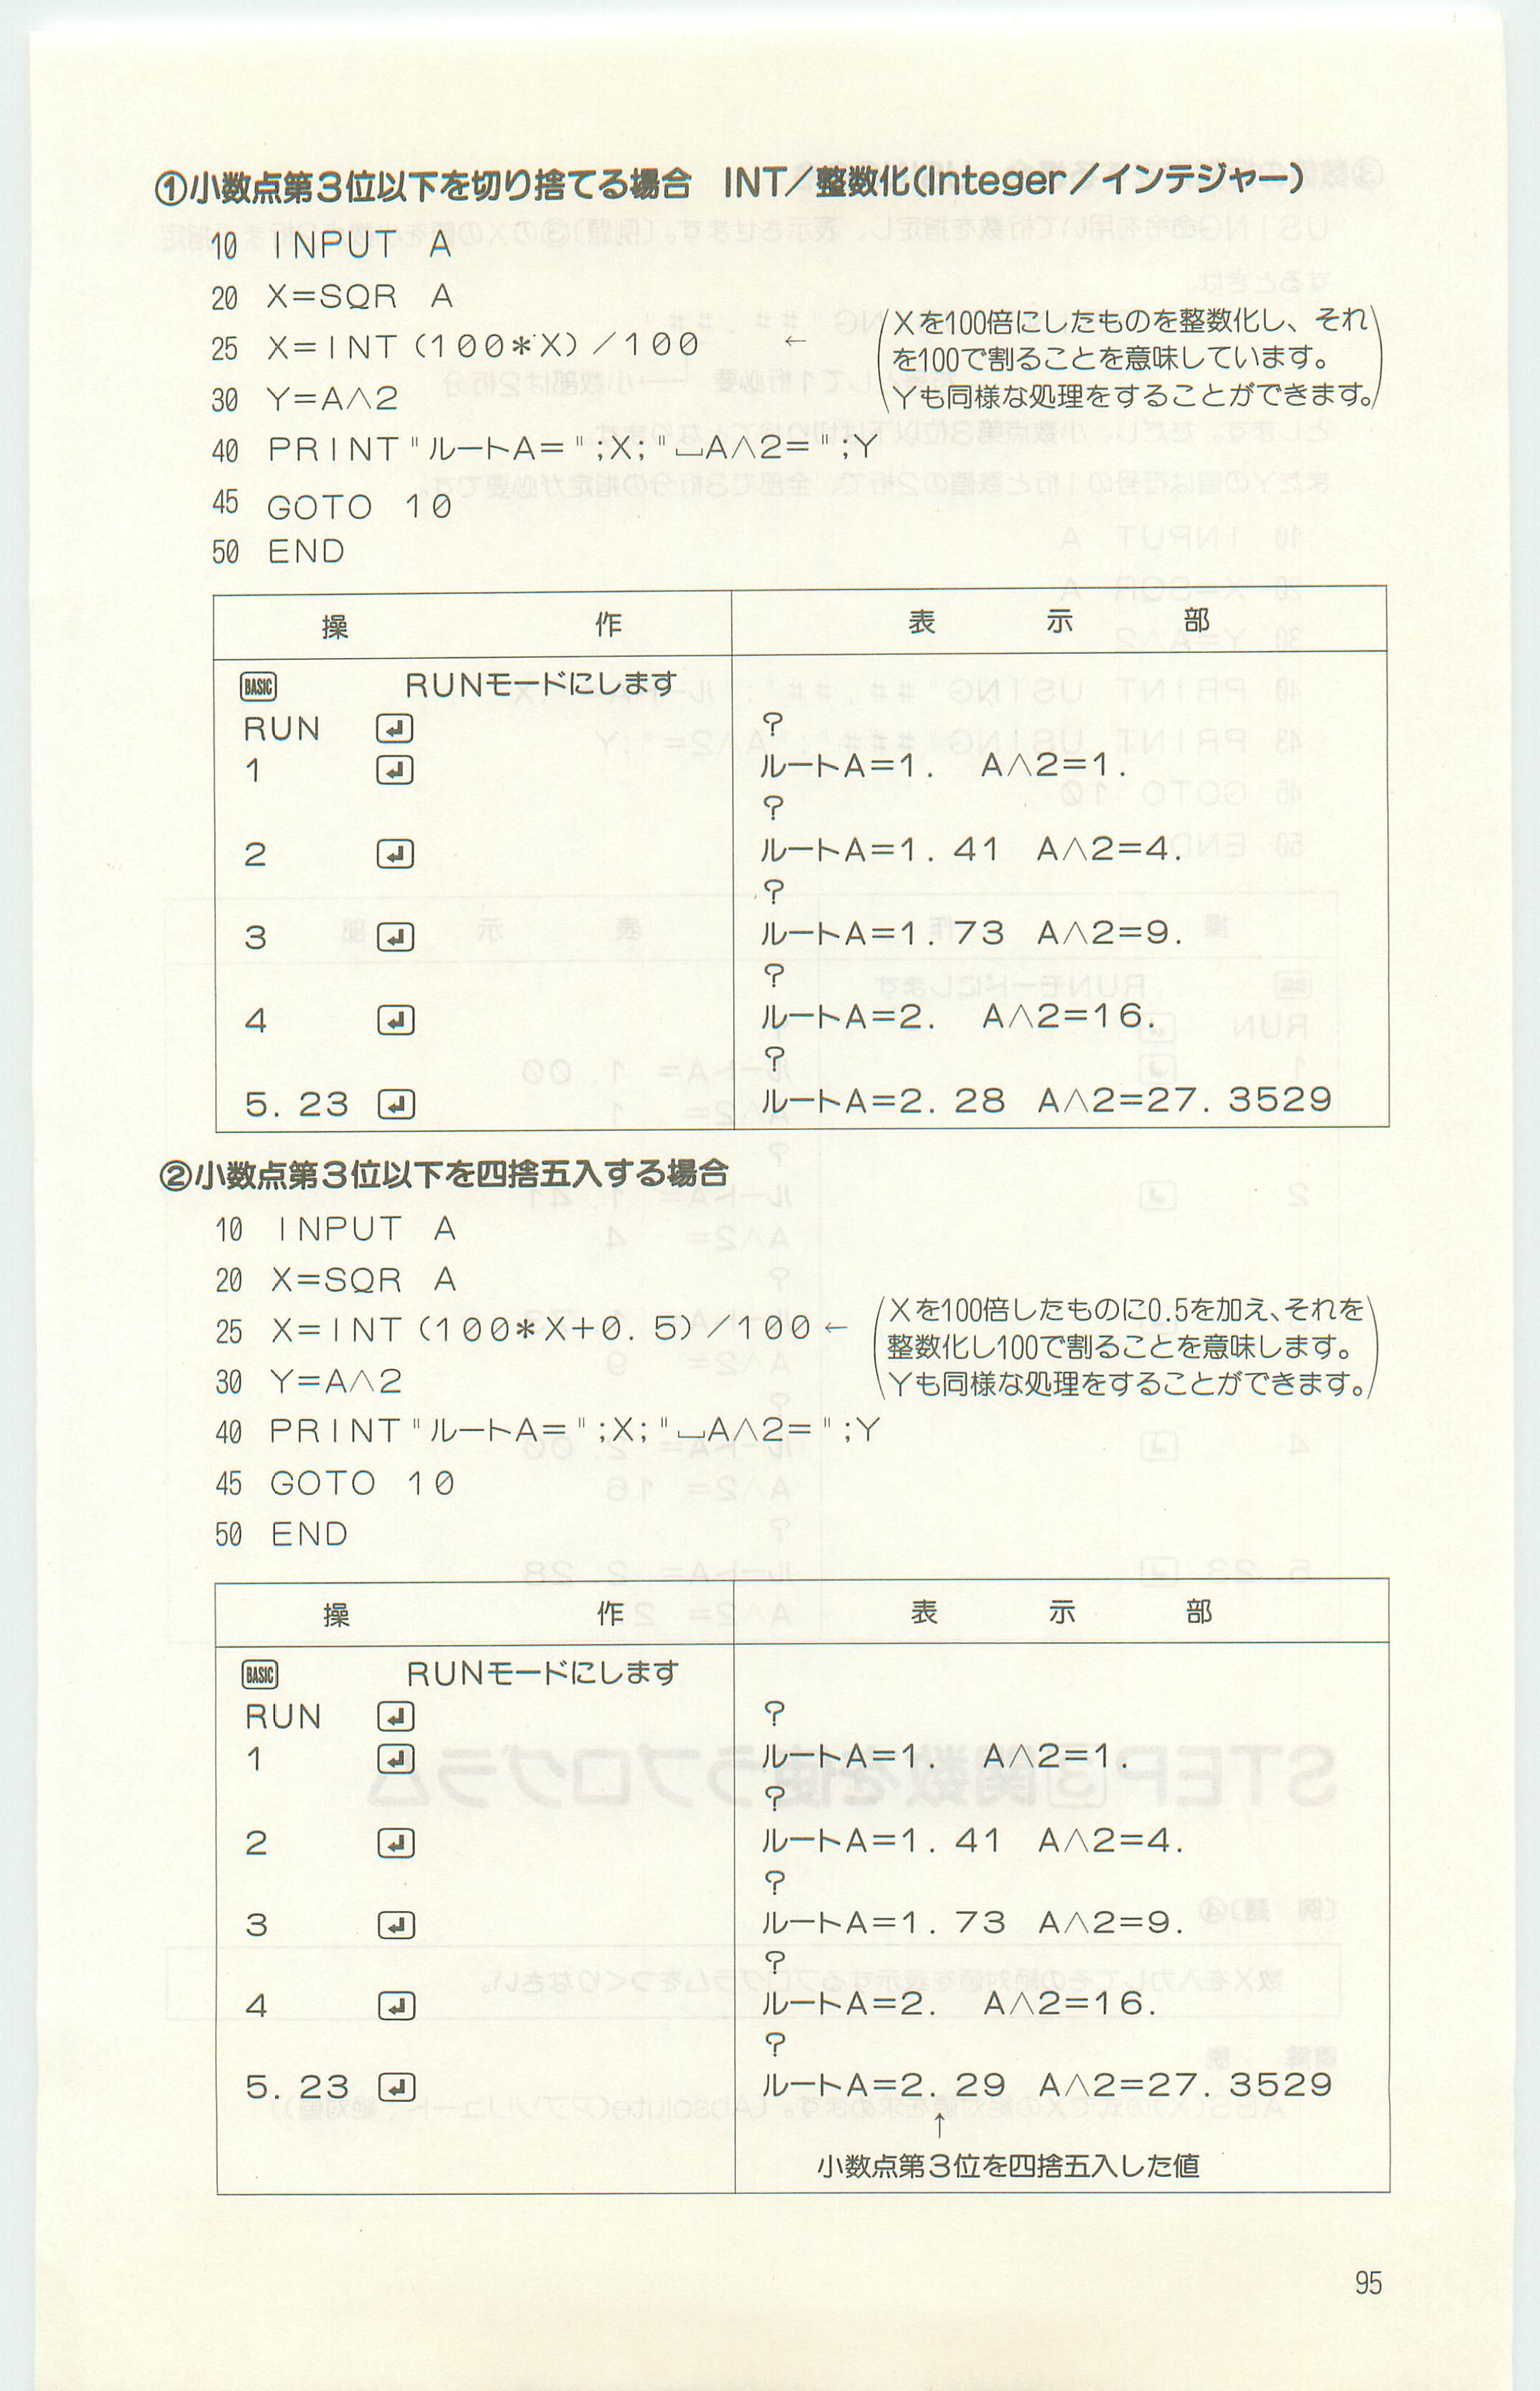 ①小数点第3位以下を切り捨てる場合　INT／整数化(Integer／インテジャー)
10 INPUT A
20 X=SQR A
25 X=INT(100*X)/100 ← (Xを100倍にしたものを整数化し、それ
を100で割ることを意味しています。
Yも同様な処理をすることができます。)
30 Y=A∧2
40 PRINT"ルートA=";X;"⎵A∧2=";Y
45 GOTO 10
50 END
操 作 表 示 部
BASIC RUNモードにします
RUN ↵ ?
1 ↵ ルートA=1. A∧2=1.
?
2 ↵ ルートA=1.41 A∧2=4.
?
3 ↵ ルートA=1.73 A∧2=9.
?
4 ↵ ルートA=2. A∧2=16.
?
5.23 ↵ ルートA=2.28 A∧2=27.3529
②小数点第3位以下を四捨五入する場合
10 INPUT A
20 X=SQR A
25 X=INT(100*X+0.5)/100← (Xを100倍したものに0.5を加え、それを
整数化し100で割ることを意味します。
Yも同様な処理をすることができます。)
30 Y=A∧2
40 PRINT"ルートA=";X;"⎵A∧2=";Y
45 GOTO 10
50 END
操 作 表 示 部
BASIC RUNモードにします
RUN ↵ ?
1 ↵ ルートA=1. A∧2=1.
?
2 ↵ ルートA=1.41 A∧2=4.
?
3 ↵ ルートA=1.73 A∧2=9.
?
4 ↵ ルートA=2. A∧2=16.
?
5.23 ↵ ルートA=2.29 A∧2=27.3529
↑
小数点第3位を四捨五入した値
95